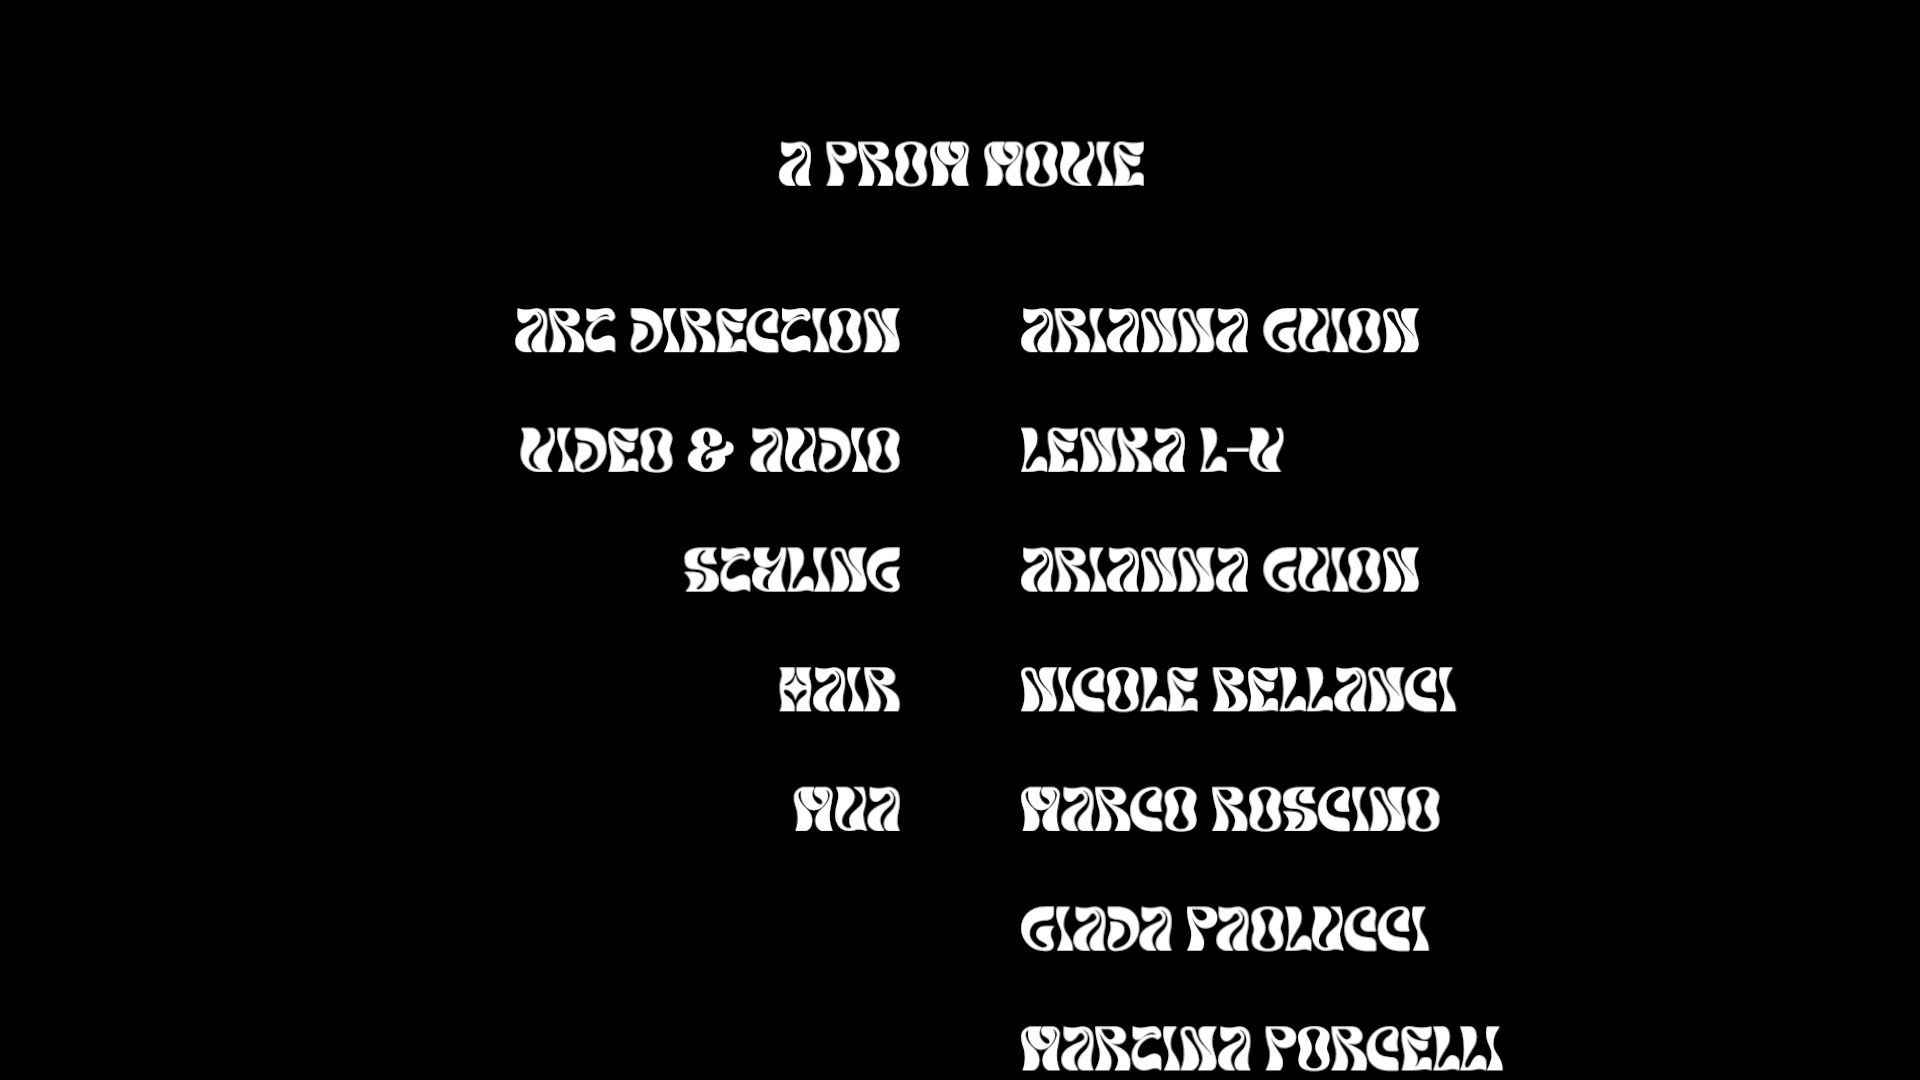 A PROM MOVIE
ART DIRECTION ARIANNA GUION
VIDEO & AUDIO LENKA L-V
STYLING ARIANNA GUION
HAIR NICOLE BELLANCI
MUA MARCO ROSCINO
GIADA PAOLUCCI
MARTINA PORCELLI